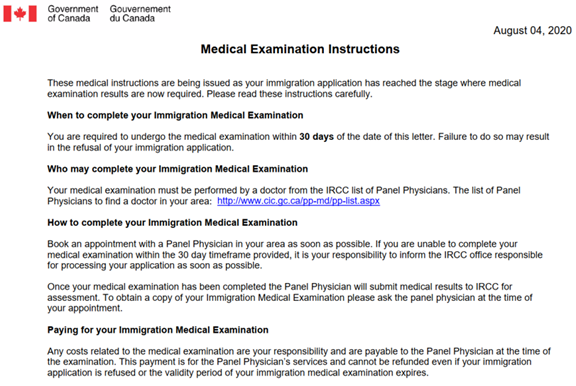 Government of Canada
Gouvernement du Canada
August 04, 2020
Medical Examination Instructions
These medical instructions are being issued as your immigration application has reached the stage where medical
examination results are now required. Please read these instructions carefully.
When to complete your Immigration Medical Examination
You are required to undergo the medical examination within 30 days of the date of this letter. Failure to do so may result
in the refusal of your immigration application.
Who may complete your Immigration Medical Examination
Your medical examination must be performed by a doctor from the IRCC list of Panel Physicians. The list of Panel
Physicians to find a doctor in your area: http://www.cic.gc.ca/pp-md/pp-list.aspx
How to complete your Immigration Medical Examination
Book an appointment with a Panel Physician in your area as soon as possible. If you are unable to complete your
medical examination within the 30 day timeframe provided, it is your responsibility to inform the IRCC office responsible
for processing your application as soon as possible.
Once your medical examination has been completed the Panel Physician will submit medical results to IRCC for
assessment. To obtain a copy of your Immigration Medical Examination please ask the panel physician at the time of
your appointment.
Paying for your Immigration Medical Examination
Any costs related to the medical examination are your responsibility and are payable to the Panel Physician at the time of
the examination. This payment is for the Panel Physician's services and cannot be refunded even if your immigration
application is refused or the validity period of your immigration medical examination expires.